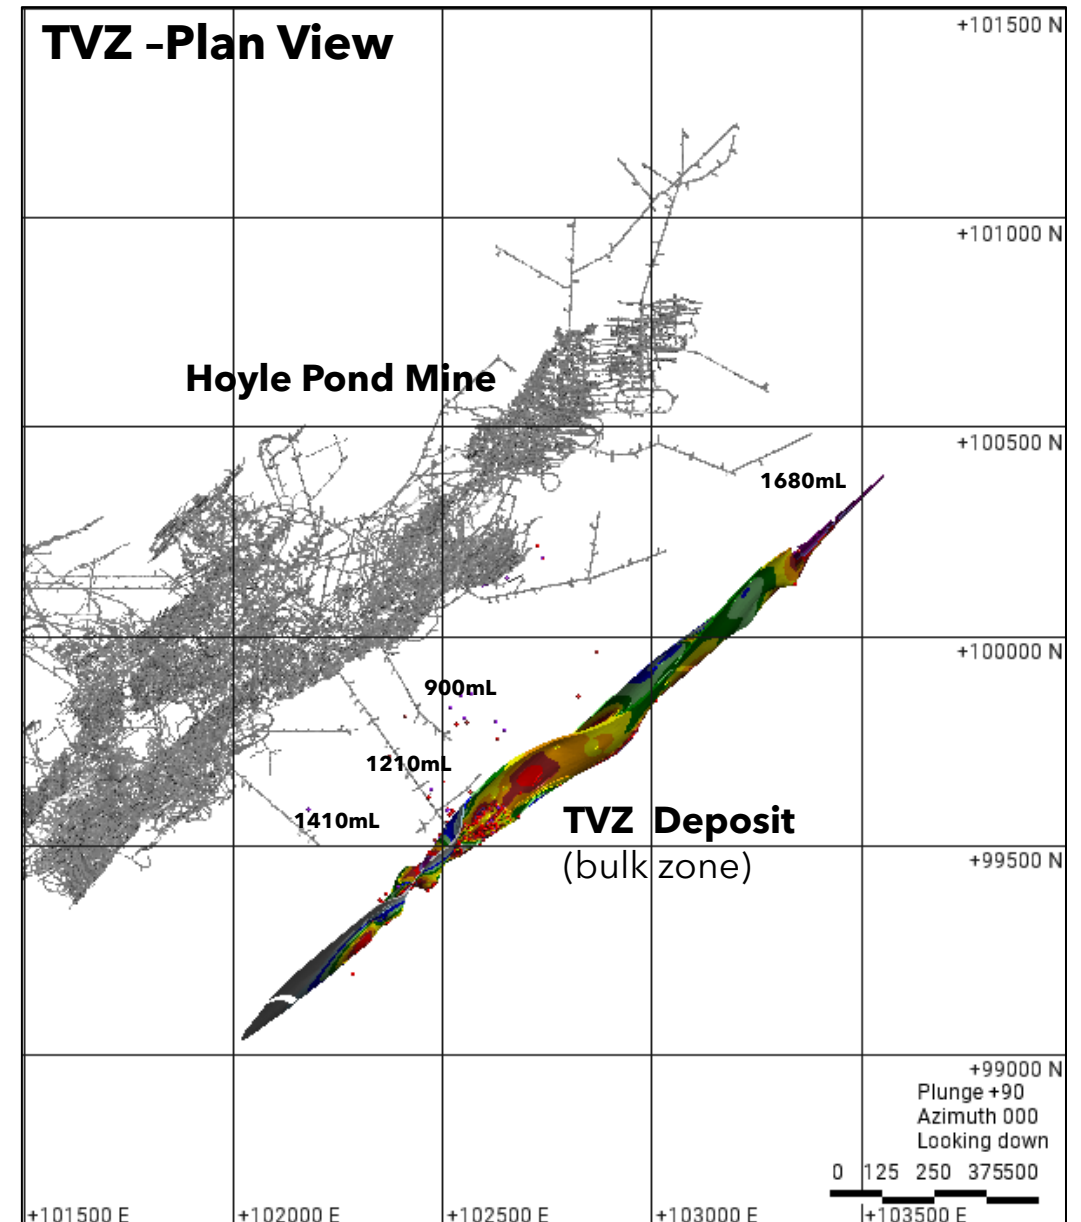 TVZ –Plan View
+101500 N
+101000 N
Hoyle Pond Mine
+100500 N
1680mL
+100000 N
900mL
1210mL
1410mL
TVZ Deposit
(bulk zone)
+99500 N
+99000 N
Plunge +90
Azimuth 000
Looking down
0 125 250 375500
+101500 E +102000 E +102500 E +103000 E +103500 E